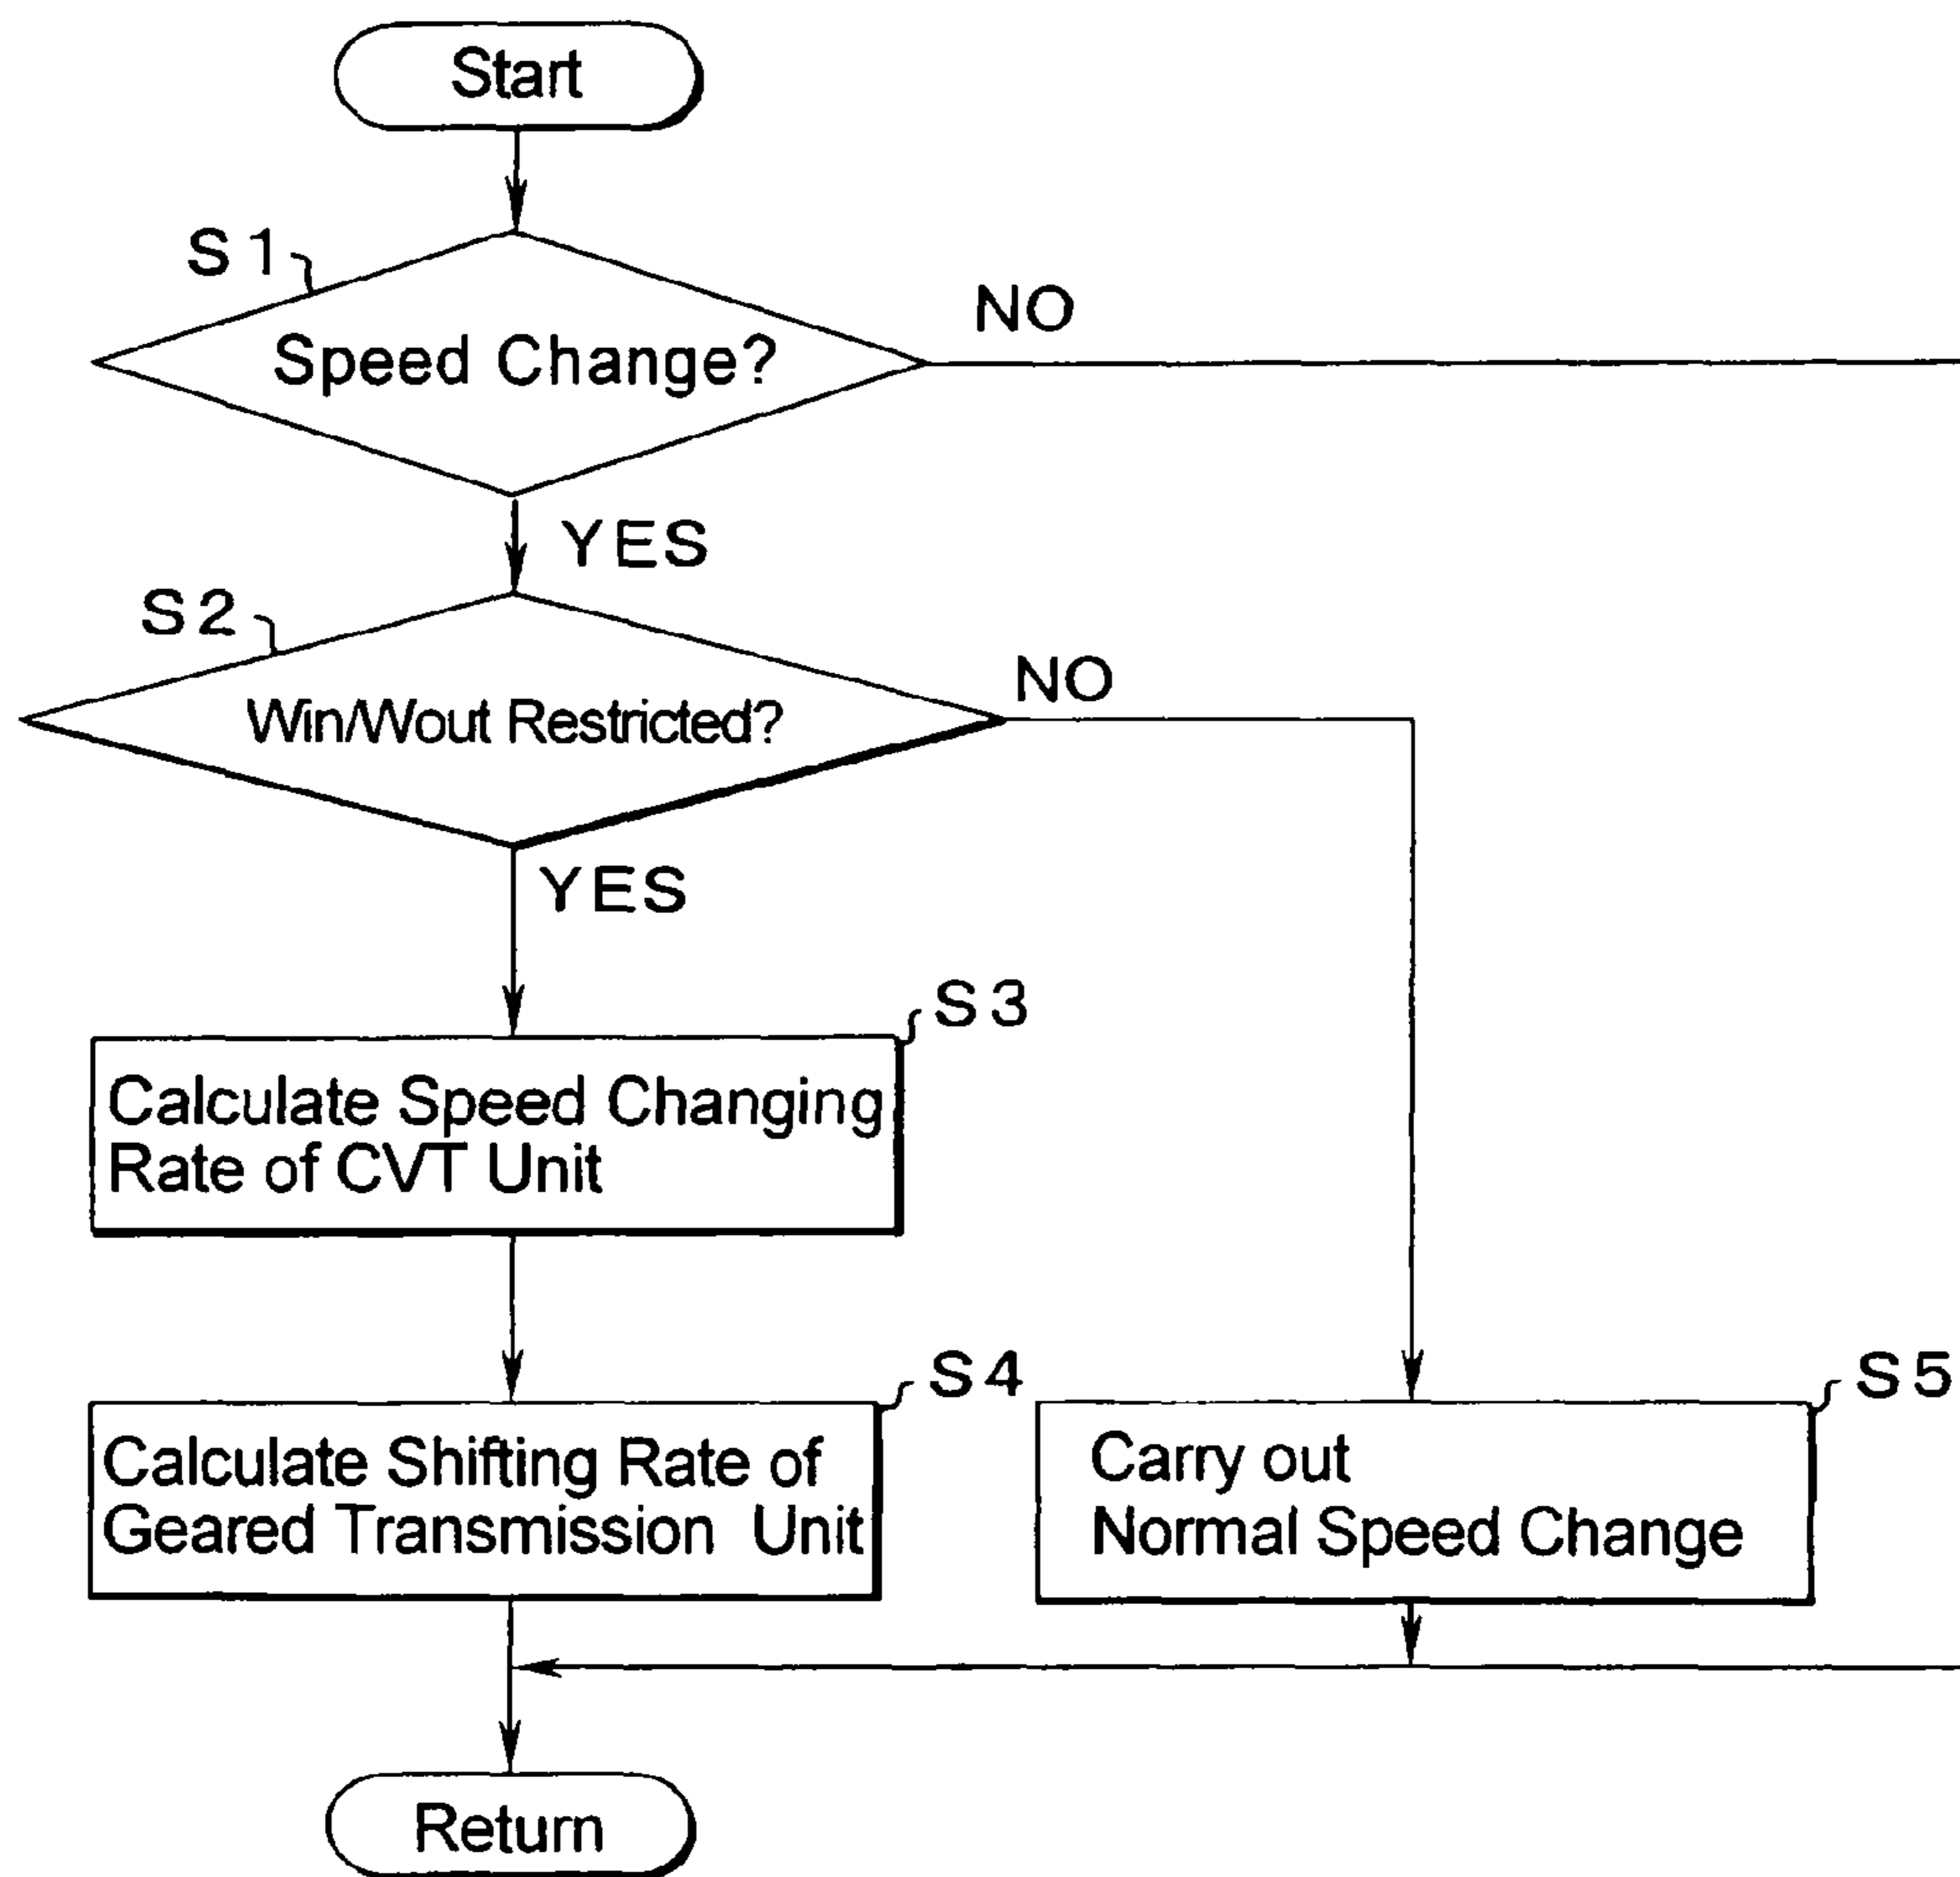 Start
S1
Speed Change?
NO
YES
S2
Win/Wout Restricted?
NO
YES
S3
Calculate Speed Changing
Rate of CVT Unit
S4
Calculate Shifting Rate of
Geared Transmission Unit
S5
Carry out
Normal Speed Change
Return